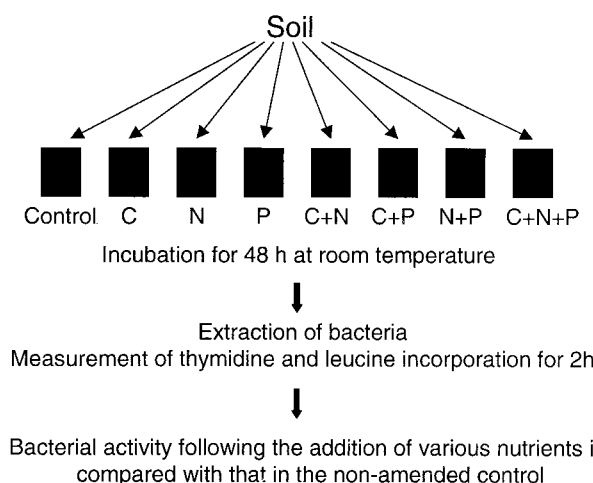 Soil
Control C N P C+N C+P N+P C+N+P
Incubation for 48 h at room temperature
Extraction of bacteria
Measurement of thymidine and leucine incorporation for 2h
Bacterial activity following the addition of various nutrients i
compared with that in the non-amended control